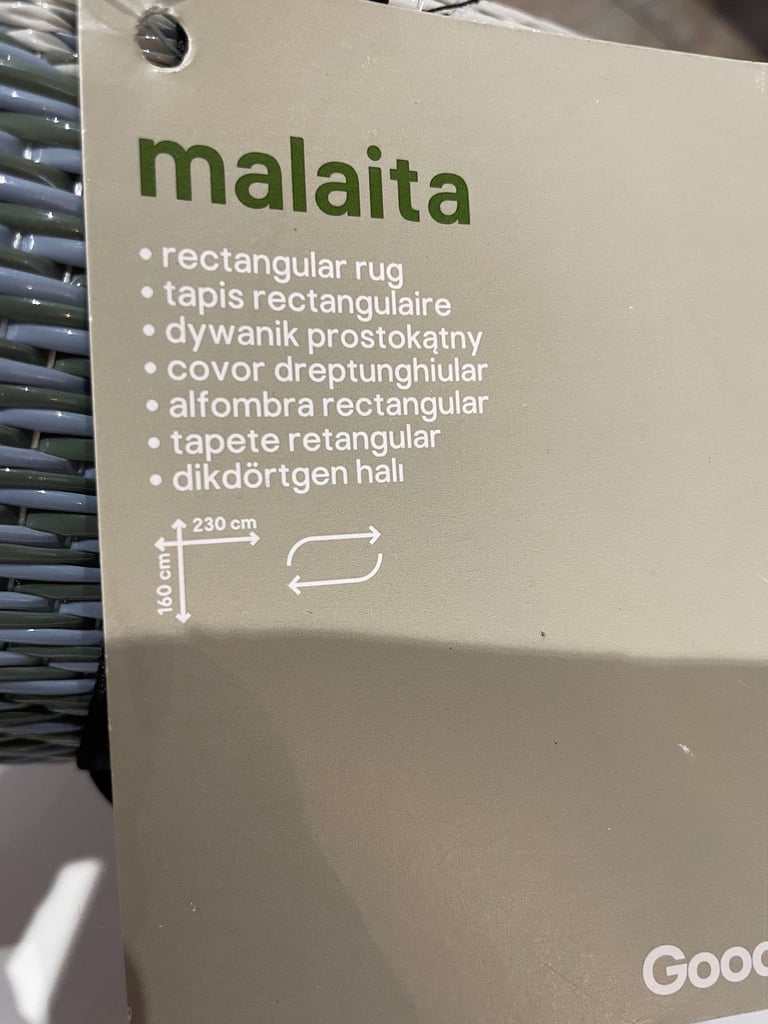 malaita
• rectangular rug
• tapis rectangulaire
• dywanik prostokątny
• covor dreptunghiular
• alfombra rectangular
• tapete retangular
• dikdörtgen halı
230 cm
160 cm